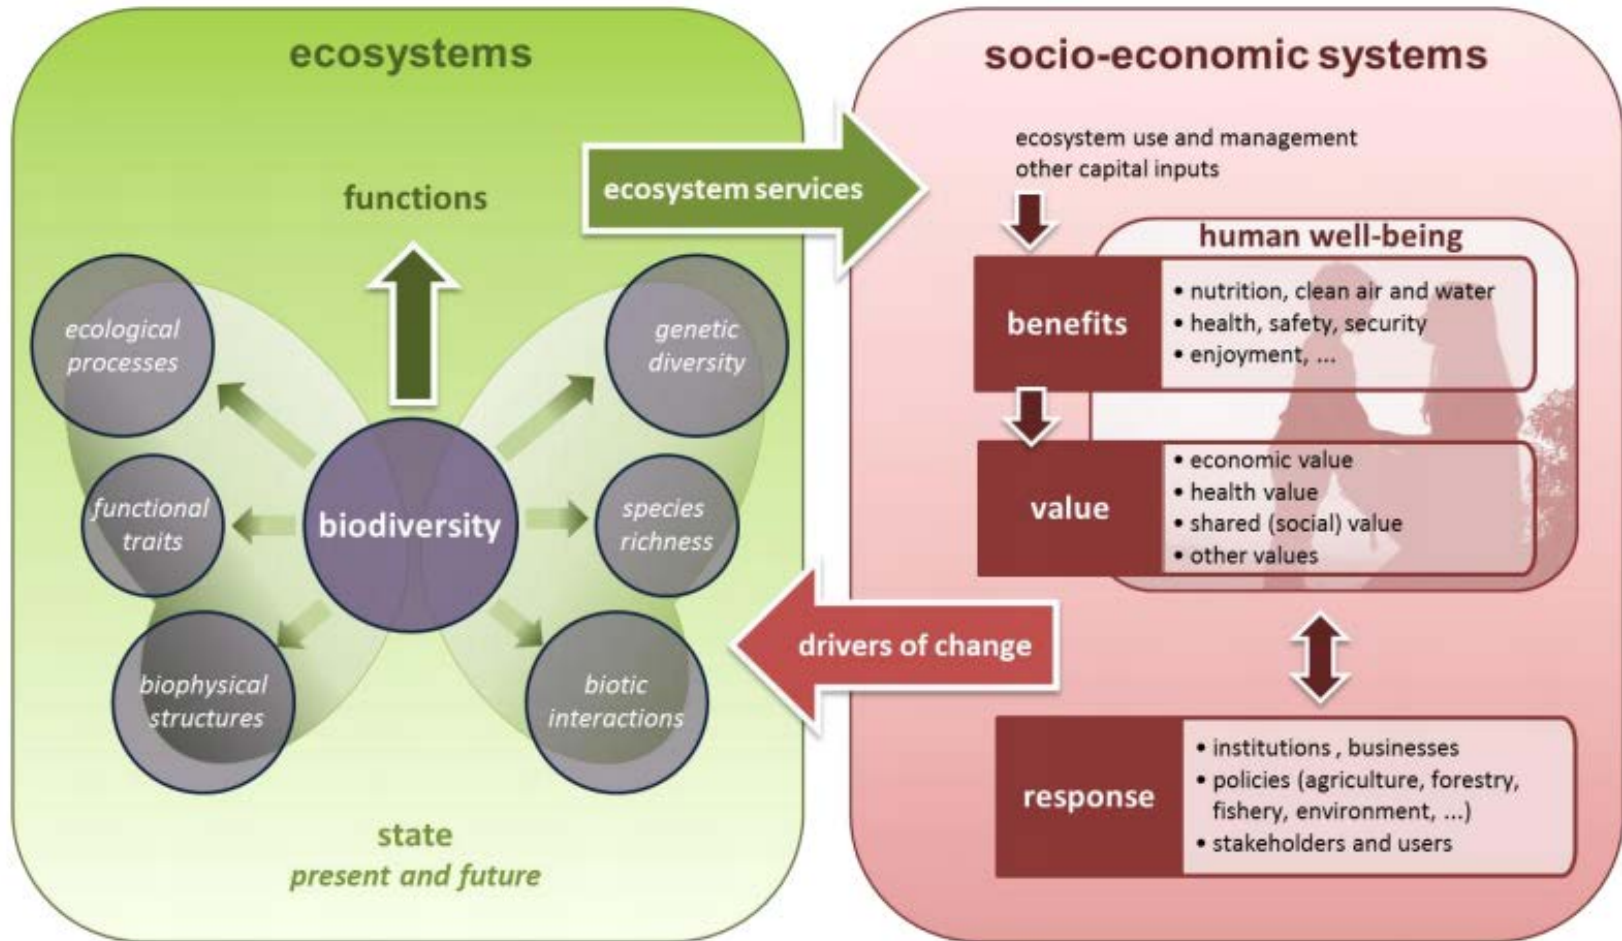 ecosystems
functions
ecosystem services
ecological
processes
genetic
diversity
functional
traits
biodiversity
species
richness
biophysical
structures
biotic
interactions
state
present and future
drivers of change
socio-economic systems
ecosystem use and management
other capital inputs
human well-being
benefits
• nutrition, clean air and water
• health, safety, security
• enjoyment, ...
value
• economic value
• health value
• shared (social) value
• other values
response
• institutions , businesses
• policies (agriculture, forestry,
fishery, environment, ...)
• stakeholders and users